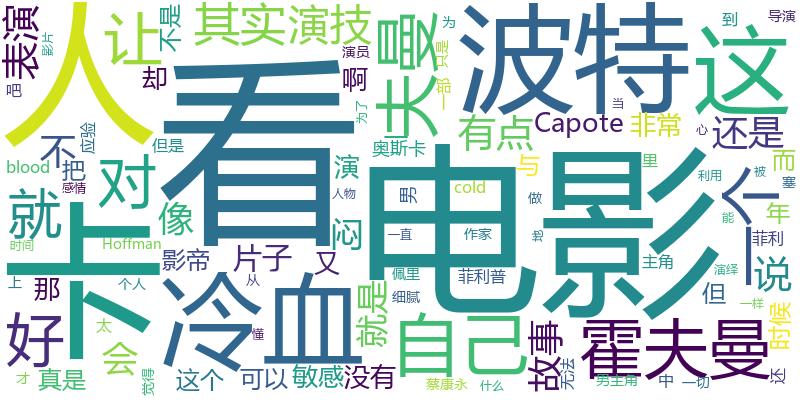 人
看
电影
波特
这
卡
冷血
霍夫曼
自己
个
让
其实
演技
夫曼
表演
不是
却
啊
演员
影片
导演
到
为
只是
一部
当
心
Capote
非常
还是
有点
奥斯卡
但是
应验
不
把
blood
感情
就
对
像
演
闷
男
cold
与
做
里
利用
被
塞
而
年
能
菲利
说
但
主角
演绎
一样
作家
一直
佩里
细腻
菲利普
人物
为了
Hoffman
时间
上
个人
影帝
片子
又
从
那
好
会
太
才
真是
觉得
这个
可以
懂
敏感
没有
就是
蔡康永
什么
故事
无法
男主角
中
一切
还
时候